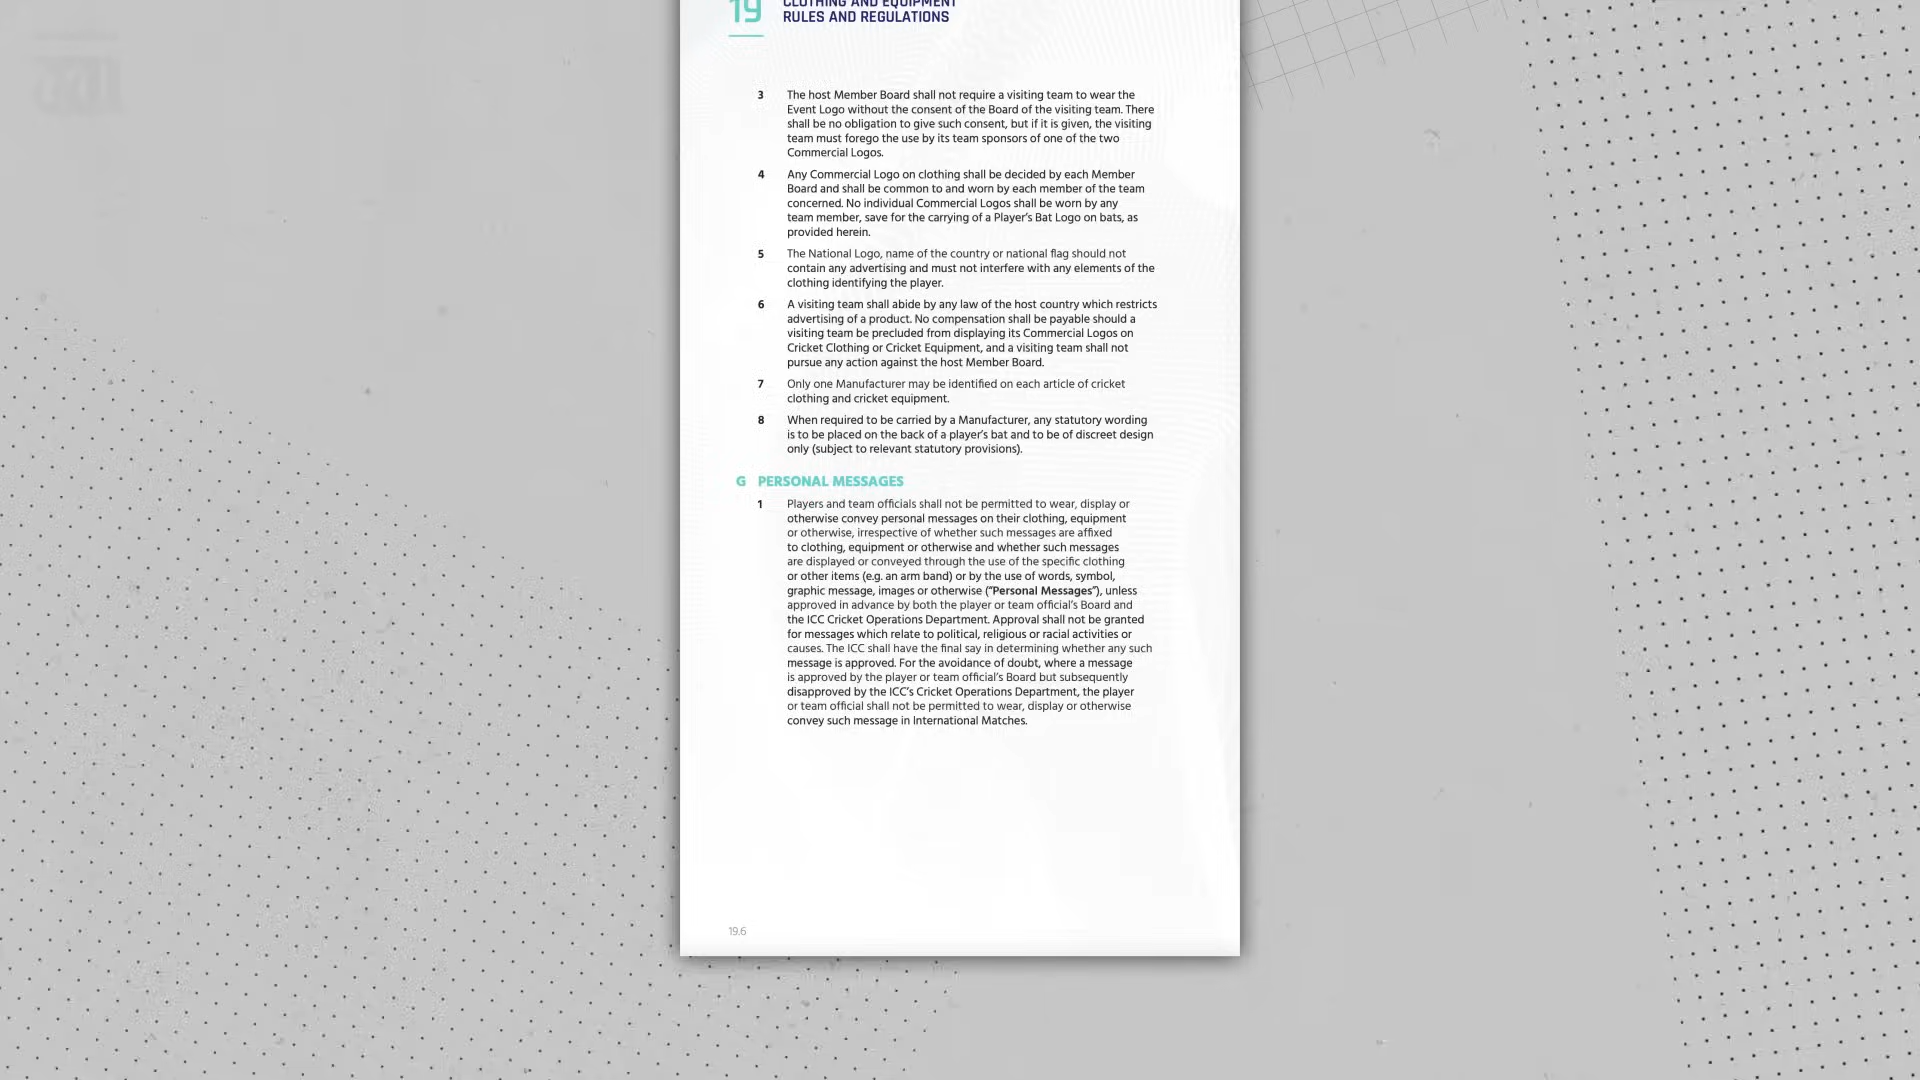 19
CLOTHING AND EQUIPMENT
RULES AND REGULATIONS
3 The host Member Board shall not require a visiting team to wear the
Event Logo without the consent of the Board of the visiting team. There
shall be no obligation to give such consent, but if it is given, the visiting
team must forego the use by its team sponsors of one of the two
Commercial Logos.
4 Any Commercial Logo on clothing shall be decided by each Member
Board and shall be common to and worn by each member of the team
concerned. No individual Commercial Logos shall be worn by any
team member, save for the carrying of a Player’s Bat Logo on bats, as
provided herein.
5 The National Logo, name of the country or national flag should not
contain any advertising and must not interfere with any elements of the
clothing identifying the player.
6 A visiting team shall abide by any law of the host country which restricts
advertising of a product. No compensation shall be payable should a
visiting team be precluded from displaying its Commercial Logos on
Cricket Clothing or Cricket Equipment, and a visiting team shall not
pursue any action against the host Member Board.
7 Only one Manufacturer may be identified on each article of cricket
clothing and cricket equipment.
8 When required to be carried by a Manufacturer, any statutory wording
is to be placed on the back of a player’s bat and to be of discreet design
only (subject to relevant statutory provisions).
G PERSONAL MESSAGES
1 Players and team officials shall not be permitted to wear, display or
otherwise convey personal messages on their clothing, equipment
or otherwise, irrespective of whether such messages are affixed
to clothing, equipment or otherwise and whether such messages
are displayed or conveyed through the use of the specific clothing
or other items (e.g. an arm band) or by the use of words, symbol,
graphic message, images or otherwise (“Personal Messages”), unless
approved in advance by both the player or team official’s Board and
the ICC Cricket Operations Department. Approval shall not be granted
for messages which relate to political, religious or racial activities or
causes. The ICC shall have the final say in determining whether any such
message is approved. For the avoidance of doubt, where a message
is approved by the player or team official’s Board but subsequently
disapproved by the ICC’s Cricket Operations Department, the player
or team official shall not be permitted to wear, display or otherwise
convey such message in International Matches.
19.6